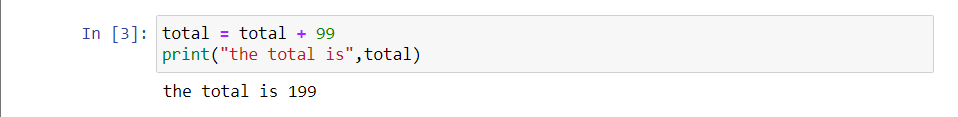 In [3]: total = total + 99
print("the total is",total)
the total is 199